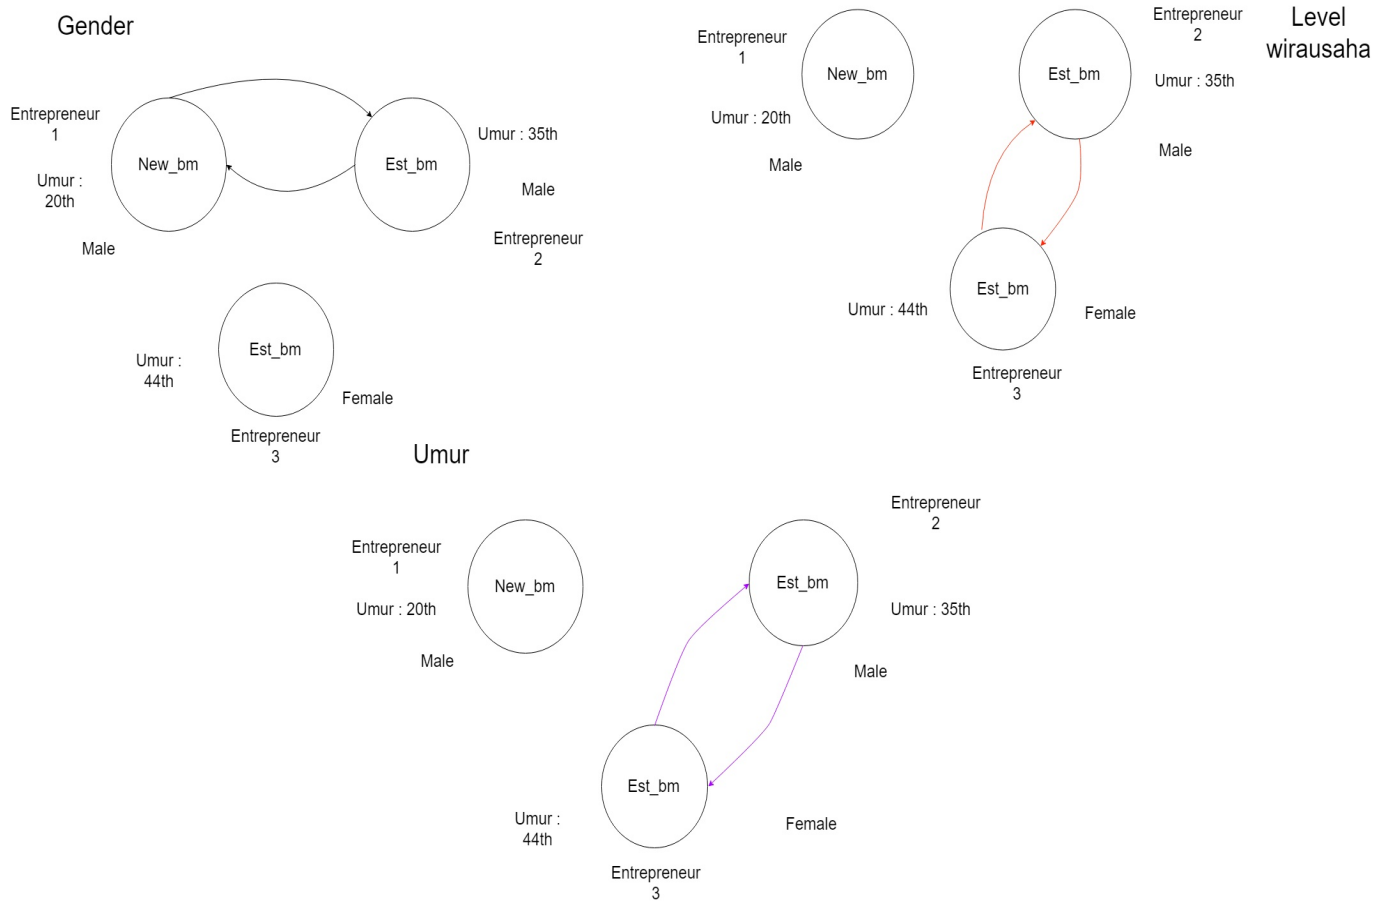 Gender
Entrepreneur
1
New_bm
Umur :
20th
Male
Est_bm
Umur : 35th
Male
Entrepreneur
2
Est_bm
Umur :
44th
Female
Entrepreneur
3
Level
wirausaha
Entrepreneur
1
New_bm
Umur : 20th
Male
Entrepreneur
2
Est_bm
Umur : 35th
Male
Est_bm
Umur : 44th
Female
Entrepreneur
3
Umur
Entrepreneur
1
New_bm
Umur : 20th
Male
Entrepreneur
2
Est_bm
Umur : 35th
Male
Est_bm
Umur :
44th
Female
Entrepreneur
3